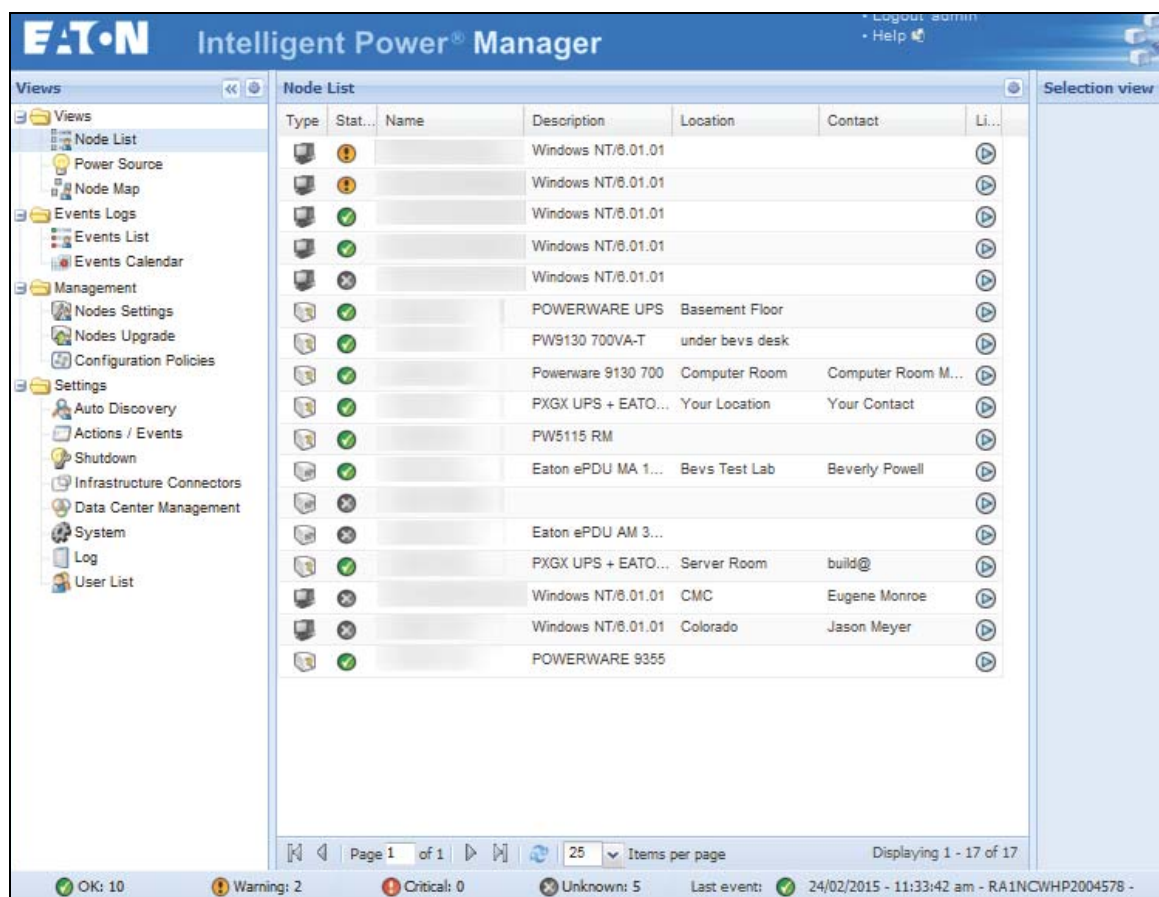 EATON Intelligent Power® Manager
• Logout admin
• Help
Views
Node List
Selection view
Views
Node List
Power Source
Node Map
Events Logs
Events List
Events Calendar
Management
Nodes Settings
Nodes Upgrade
Configuration Policies
Settings
Auto Discovery
Actions / Events
Shutdown
Infrastructure Connectors
Data Center Management
System
Log
User List
Type Stat... Name Description Location Contact Li...
Windows NT/6.01.01
Windows NT/6.01.01
Windows NT/6.01.01
Windows NT/6.01.01
Windows NT/6.01.01
POWERWARE UPS Basement Floor
PW9130 700VA-T under bevs desk
Powerware 9130 700 Computer Room Computer Room M...
PXGX UPS + EATO... Your Location Your Contact
PW5115 RM
Eaton ePDU MA 1... Bevs Test Lab Beverly Powell
Eaton ePDU AM 3...
PXGX UPS + EATO... Server Room build@
Windows NT/6.01.01 CMC Eugene Monroe
Windows NT/6.01.01 Colorado Jason Meyer
POWERWARE 9355
Page 1 of 1 25 Items per page Displaying 1 - 17 of 17
OK: 10 Warning: 2 Critical: 0 Unknown: 5 Last event: 24/02/2015 - 11:33:42 am - RA1NCWHP2004578 -